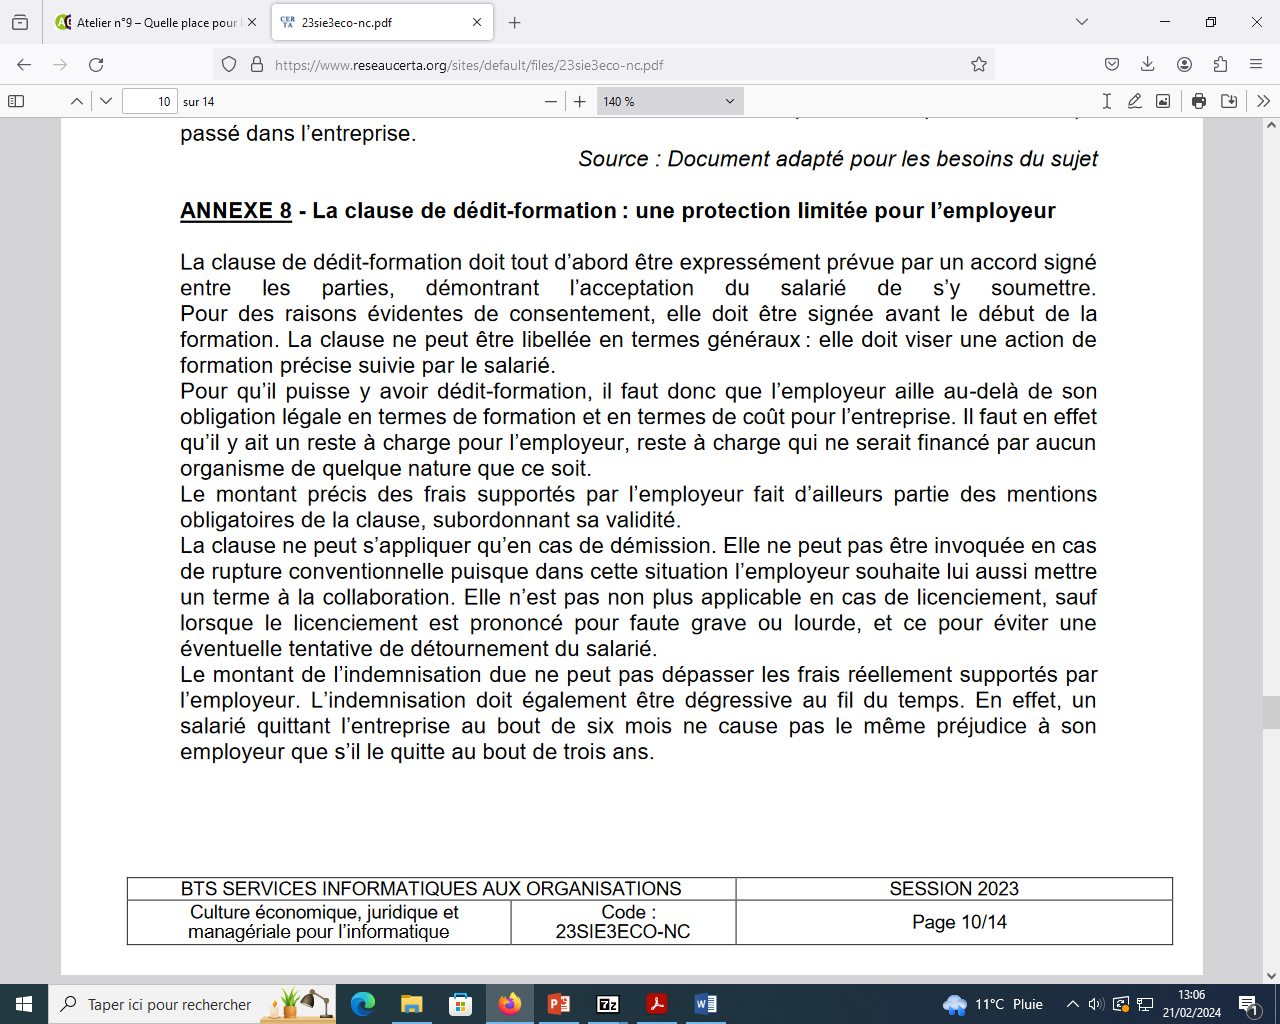 Atelier n°9 – Quelle place pour l
23sie3eco-nc.pdf
https://www.reseaucerta.org/sites/default/files/23sie3eco-nc.pdf
10 sur 14
140 %
passé dans l'entreprise.
Source : Document adapté pour les besoins du sujet
ANNEXE 8 - La clause de dédit-formation : une protection limitée pour l'employeur
La clause de dédit-formation doit tout d'abord être expressément prévue par un accord signé
entre les parties, démontrant l'acceptation du salarié de s'y soumettre.
Pour des raisons évidentes de consentement, elle doit être signée avant le début de la
formation. La clause ne peut être libellée en termes généraux : elle doit viser une action de
formation précise suivie par le salarié.
Pour qu'il puisse y avoir dédit-formation, il faut donc que l'employeur aille au-delà de son
obligation légale en termes de formation et en termes de coût pour l'entreprise. Il faut en effet
qu'il y ait un reste à charge pour l'employeur, reste à charge qui ne serait financé par aucun
organisme de quelque nature que ce soit.
Le montant précis des frais supportés par l'employeur fait d'ailleurs partie des mentions
obligatoires de la clause, subordonnant sa validité.
La clause ne peut s'appliquer qu'en cas de démission. Elle ne peut pas être invoquée en cas
de rupture conventionnelle puisque dans cette situation l'employeur souhaite lui aussi mettre
un terme à la collaboration. Elle n'est pas non plus applicable en cas de licenciement, sauf
lorsque le licenciement est prononcé pour faute grave ou lourde, et ce pour éviter une
éventuelle tentative de détournement du salarié.
Le montant de l'indemnisation due ne peut pas dépasser les frais réellement supportés par
l'employeur. L'indemnisation doit également être dégressive au fil du temps. En effet, un
salarié quittant l'entreprise au bout de six mois ne cause pas le même préjudice à son
employeur que s'il le quitte au bout de trois ans.
BTS SERVICES INFORMATIQUES AUX ORGANISATIONS
SESSION 2023
Culture économique, juridique et
managériale pour l'informatique
Code :
23SIE3ECO-NC
Page 10/14
Taper ici pour rechercher
11°C Pluie
13:06
21/02/2024
1